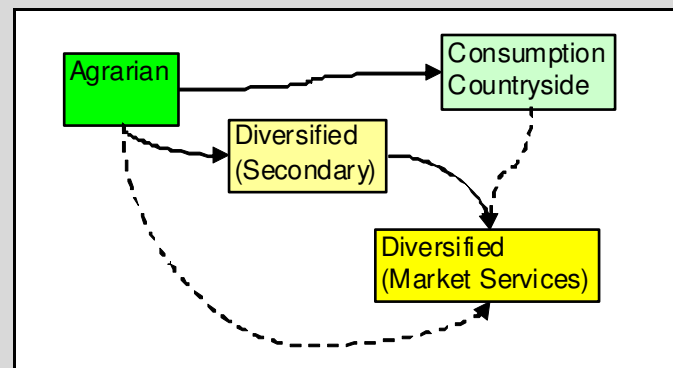 Agrarian
Consumption
Countryside
Diversified
(Secondary)
Diversified
(Market Services)